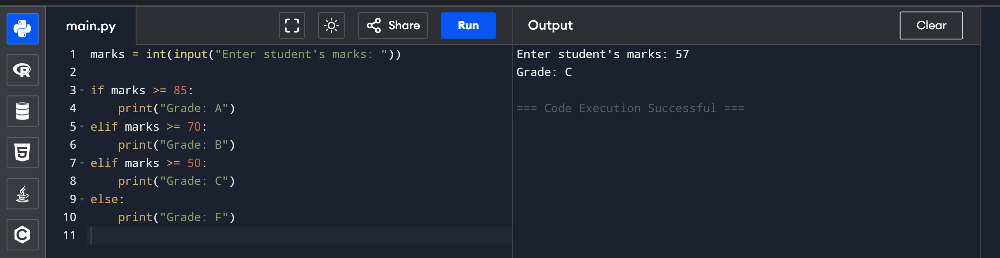 main.py
Share
Run
Output
Clear
1 marks = int(input("Enter student's marks: "))
2
3 if marks >= 85:
4     print("Grade: A")
5 elif marks >= 70:
6     print("Grade: B")
7 elif marks >= 50:
8     print("Grade: C")
9 else:
10     print("Grade: F")
11
Enter student's marks: 57
Grade: C
=== Code Execution Successful ===